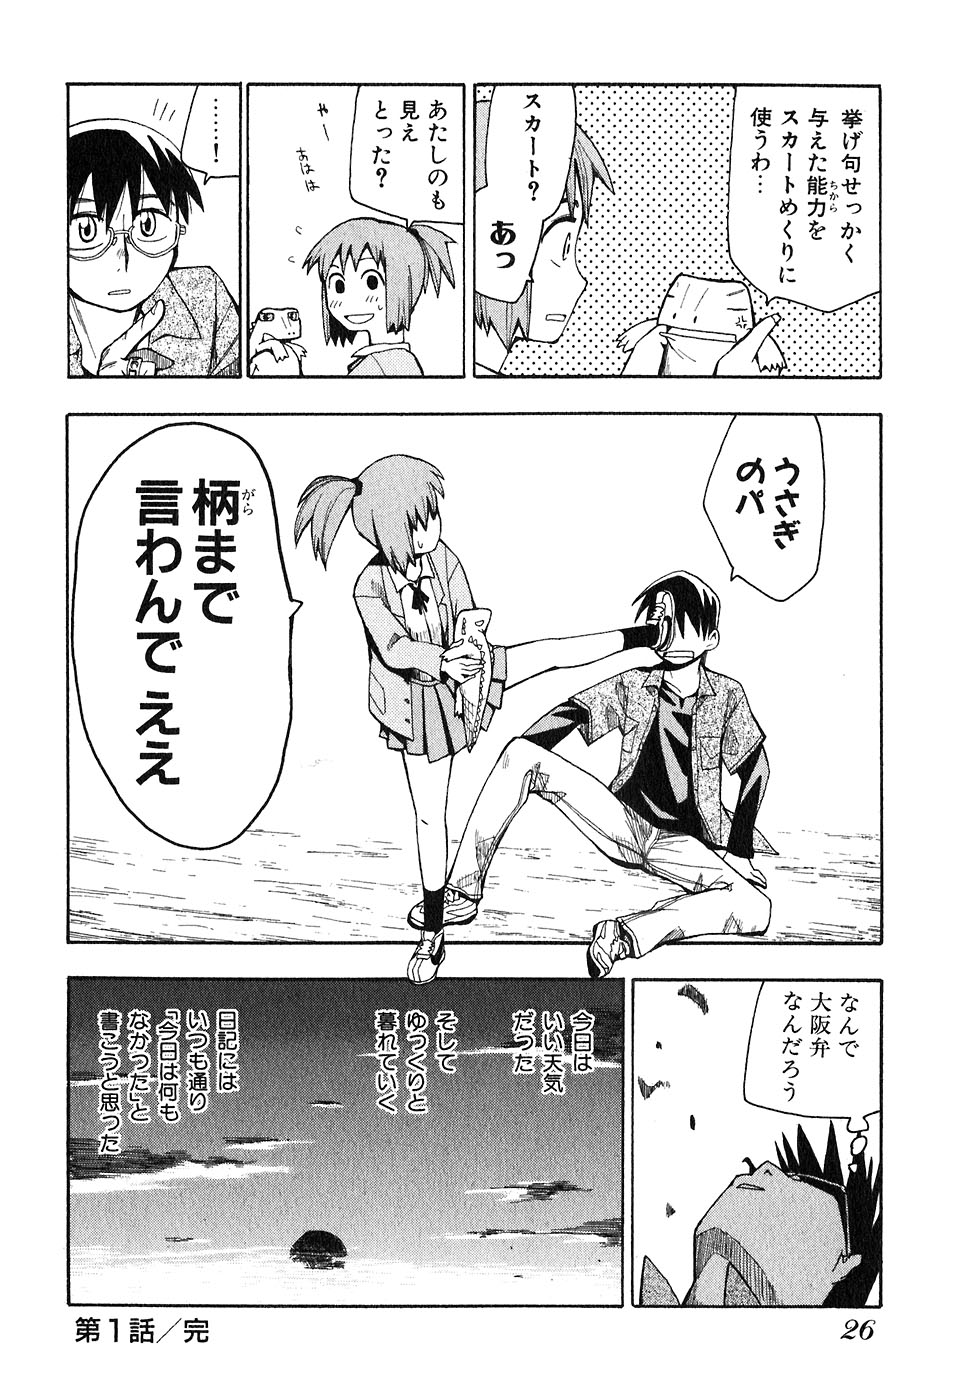 挙げ句せっかく
与えた能力を
ちから
スカートめくりに
使うわ…
スカート?
あっ
あたしのも
見え
とった?
やー
あはは
……!
うさぎ
のパ
柄まで
がら
言わんでええ
なんで
大阪弁
なんだろう
今日は
いい天気
だった
そして
ゆっくりと
暮れていく
日記には
いつも通り
「今日は何も
なかった」と
書こうと思った
第1話/完
26